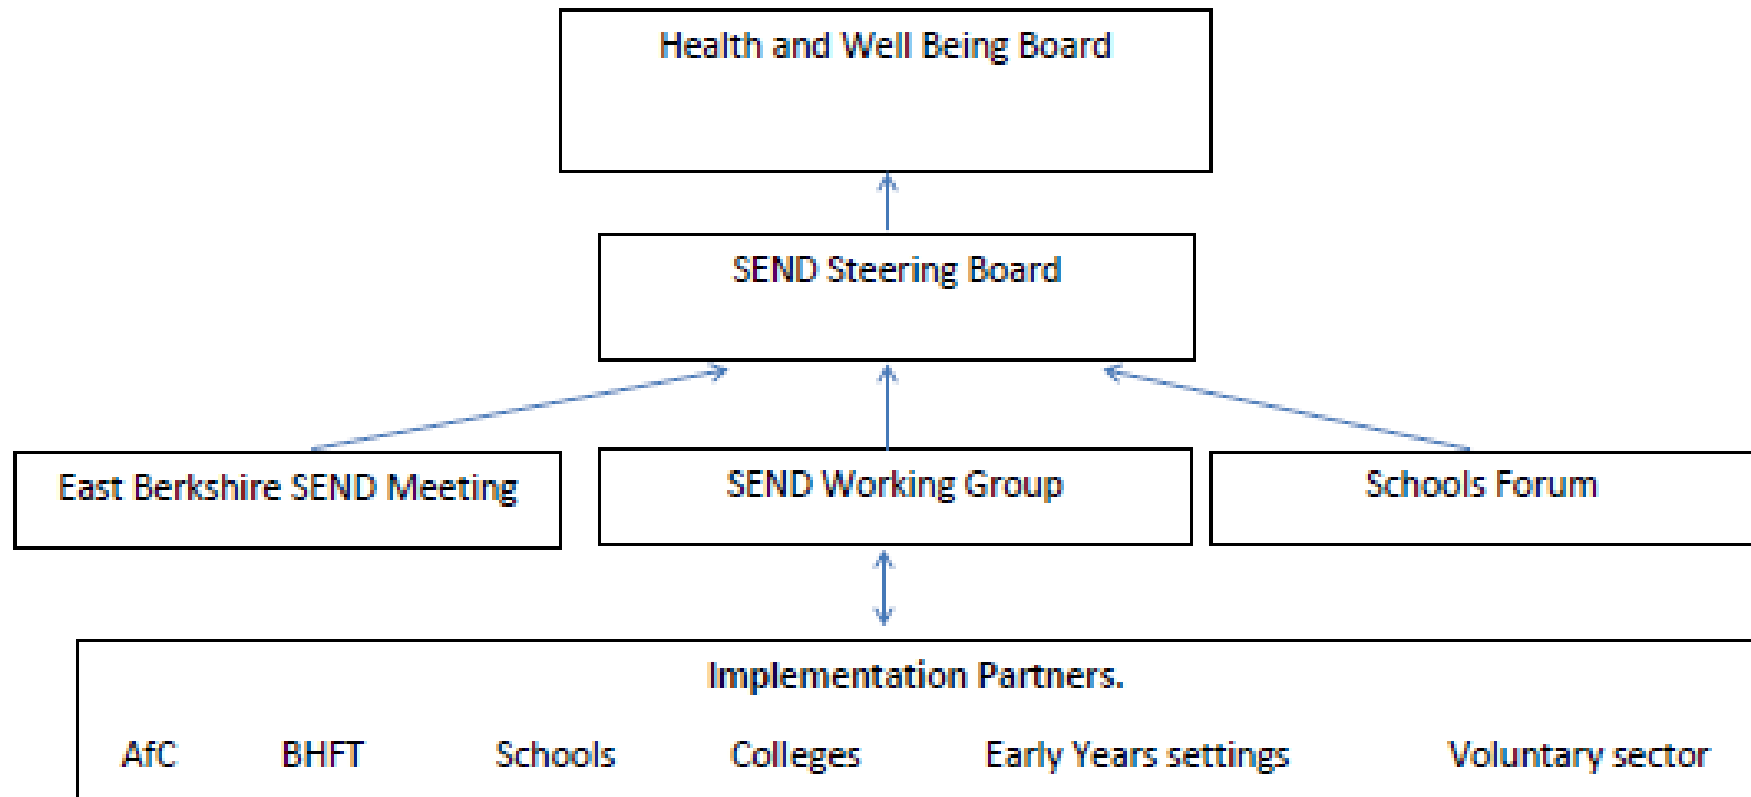 Health and Well Being Board
SEND Steering Board
East Berkshire SEND Meeting
SEND Working Group
Schools Forum
Implementation Partners.
AfC BHFT Schools Colleges Early Years settings Voluntary sector